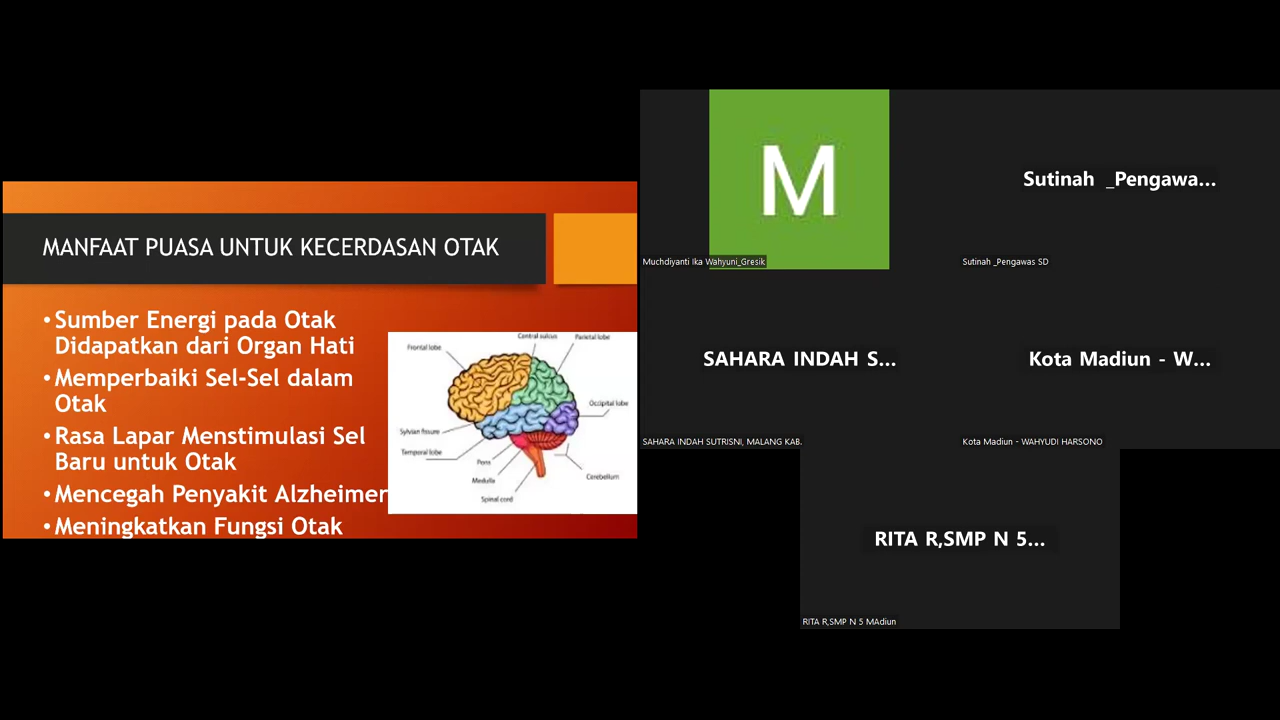 MANFAAT PUASA UNTUK KECERDASAN OTAK
•Sumber Energi pada Otak
Didapatkan dari Organ Hati
•Memperbaiki Sel-Sel dalam
Otak
•Rasa Lapar Menstimulasi Sel
Baru untuk Otak
•Mencegah Penyakit Alzheimer
•Meningkatkan Fungsi Otak
Central sulcus
Parietal lobe
Frontal lobe
Occipital lobe
Sylvian fissure
Temporal lobe
Pons
Medulla
Cerebellum
Spinal cord
M
Muchdiyanti Ika Wahyuni_Gresik
Sutinah _Pengawa...
Sutinah _Pengawas SD
SAHARA INDAH S...
SAHARA INDAH SUTRISNI, MALANG KAB.
Kota Madiun - W...
Kota Madiun - WAHYUDI HARSONO
RITA R,SMP N 5...
RITA R,SMP N 5 MAdiun